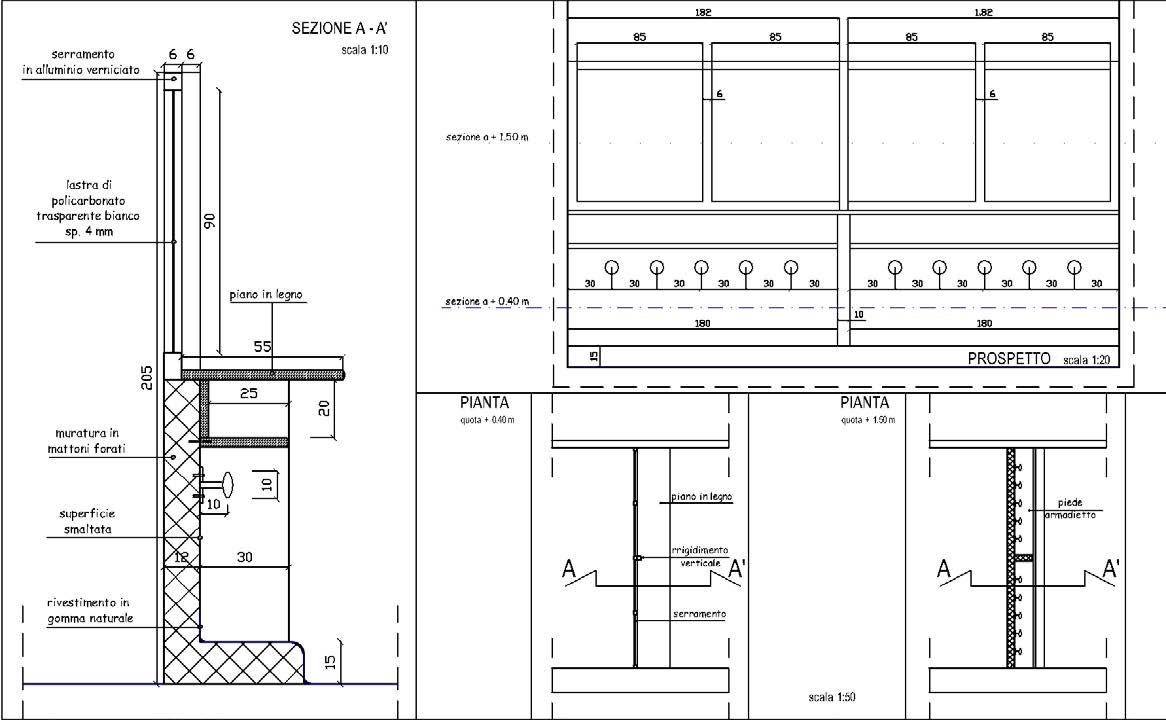 SEZIONE A - A'
scala 1:10
serramento
in alluminio verniciato
6 6
lastra di
policarbonato
trasparente bianco
sp. 4 mm
90
piano in legno
55
205
25
20
muratura in
mattoni forati
10
10
superficie
smaltata
12 30
rivestimento in
gomma naturale
15
182 1.82
85 85 85 85
6 6
sezione a + 1.50 m
30 30 30 30 30 30 30 30 30 30 30 30
sezione a + 0.40 m
10
180 180
15
PROSPETTO scala 1:20
PIANTA
quota + 0.40 m
piano in legno
rrigidimento
verticale
A A'
serramento
scala 1:50
PIANTA
quota + 1.50 m
piede
armadietto
A A'